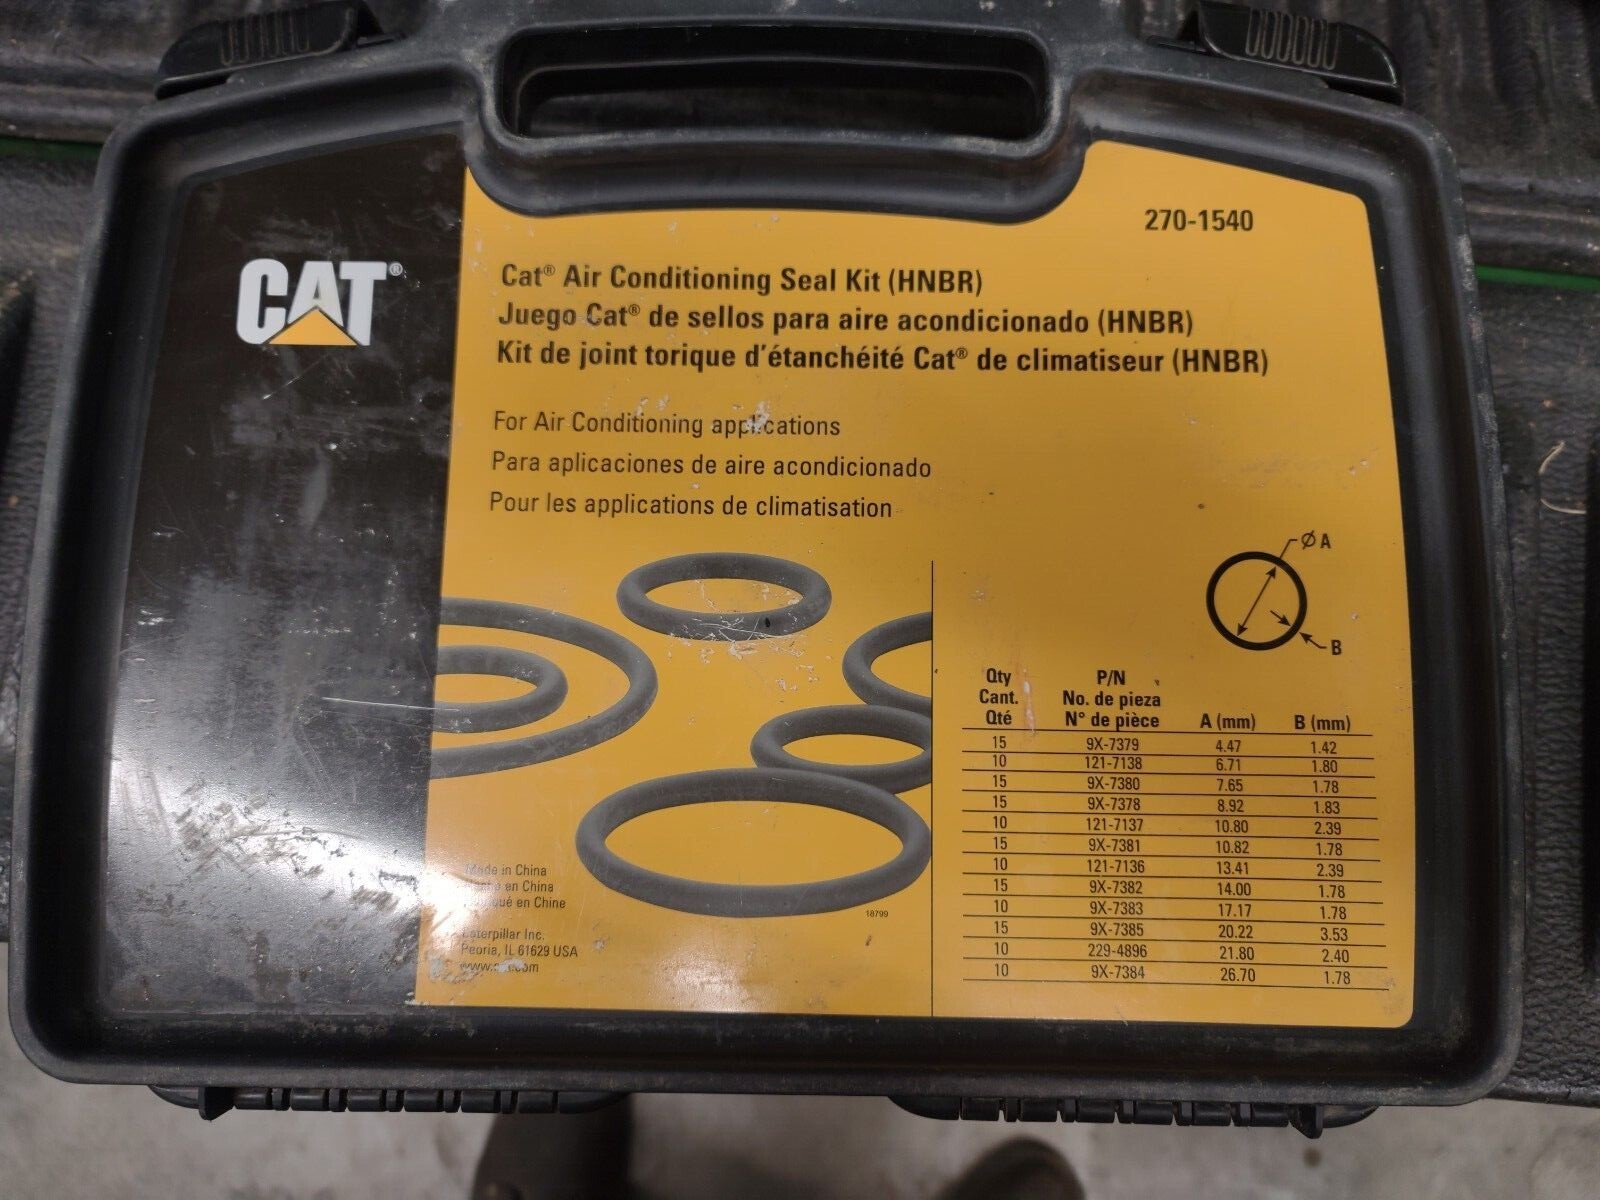 270-1540
CAT®
Cat® Air Conditioning Seal Kit (HNBR)
Juego Cat® de sellos para aire acondicionado (HNBR)
Kit de joint torique d'étanchéité Cat® de climatiseur (HNBR)
For Air Conditioning applications
Para aplicaciones de aire acondicionado
Pour les applications de climatisation
Ø A
B
Qty P/N
Cant. No. de pieza
Qté N° de pièce A (mm) B (mm)
15 9X-7379 4.47 1.42
10 121-7138 6.71 1.80
15 9X-7380 7.65 1.78
15 9X-7378 8.92 1.83
10 121-7137 10.80 2.39
15 9X-7381 10.82 1.78
10 121-7136 13.41 2.39
15 9X-7382 14.00 1.78
10 9X-7383 17.17 1.78
15 9X-7385 20.22 3.53
10 229-4896 21.80 2.40
10 9X-7384 26.70 1.78
Made in China
en China
en Chine
18799
Caterpillar Inc.
Peoria, IL 61629 USA